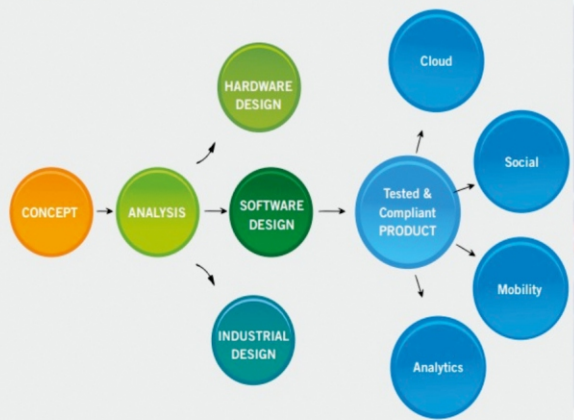 CONCEPT
ANALYSIS
HARDWARE
DESIGN
SOFTWARE
DESIGN
INDUSTRIAL
DESIGN
Tested &
Compliant
PRODUCT
Cloud
Social
Mobility
Analytics